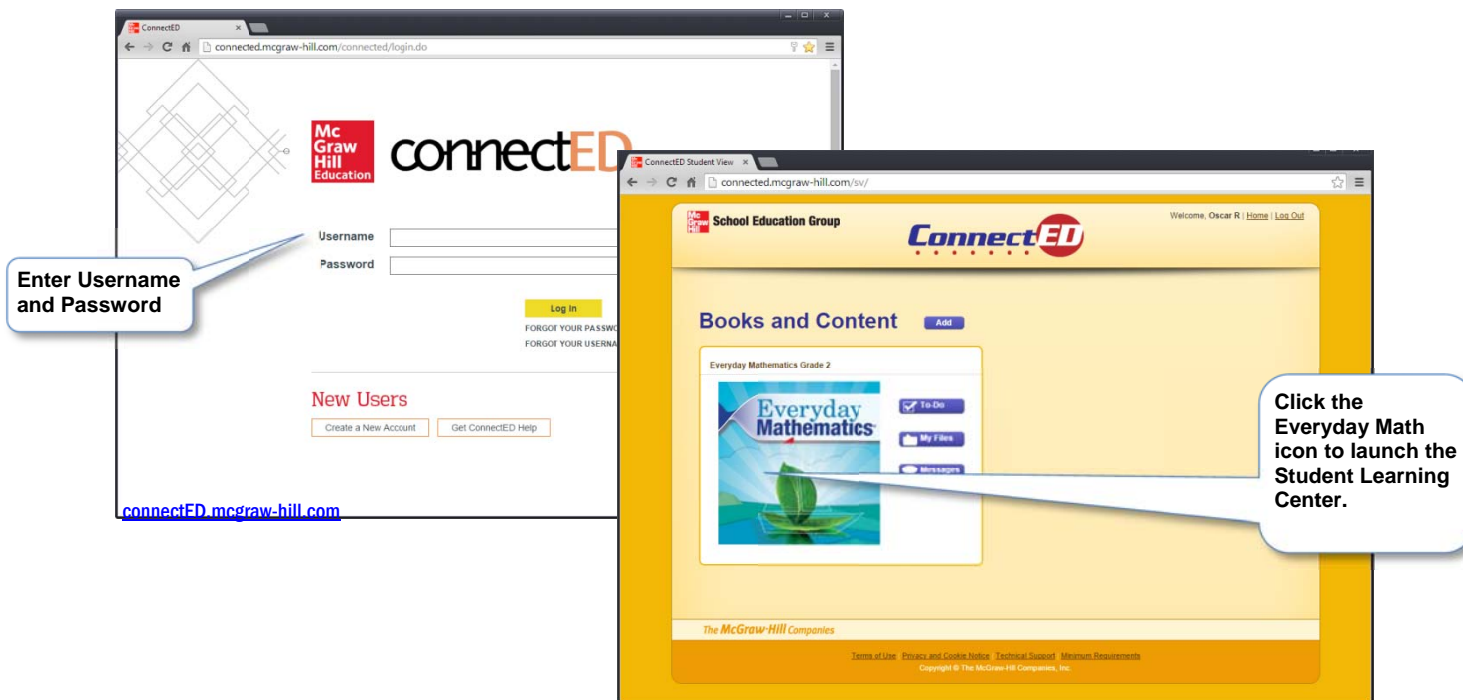 ConnectED
connected.mcgraw-hill.com/connected/login.do
Mc
Graw
Hill
Education
connectED
Username
Password
Log In
FORGOT YOUR
FORGOT YOUR
New Users
Create a New Account
Get ConnectED Help
connectED.mcgraw-hill.com
Enter Username
and Password
ConnectED Student View
connected.mcgraw-hill.com/sv/
Mc
Graw
Hill
School Education Group
ConnectED
Welcome, Oscar R | Home | Log Out
Books and Content
Add
Everyday Mathematics Grade 2
Everyday
Mathematics
To-Do
My Files
Messages
Click the
Everyday Math
icon to launch the
Student Learning
Center.
The McGraw-Hill Companies
Terms of Use | Privacy and Cookie Notice | Technical Support | Minimum Requirements
Copyright © The McGraw-Hill Companies, Inc.